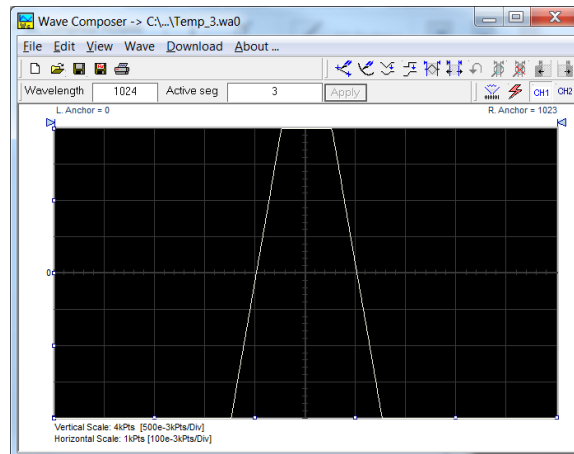 Wave Composer -> C:\...\Temp_3.wa0
File Edit View Wave Download About ...
Wavelength 1024 Active seg 3 Apply CH1 CH2
L. Anchor = 0 R. Anchor = 1023
0
Vertical Scale: 4kPts [500e-3kPts/Div]
Horizontal Scale: 1kPts [100e-3kPts/Div]